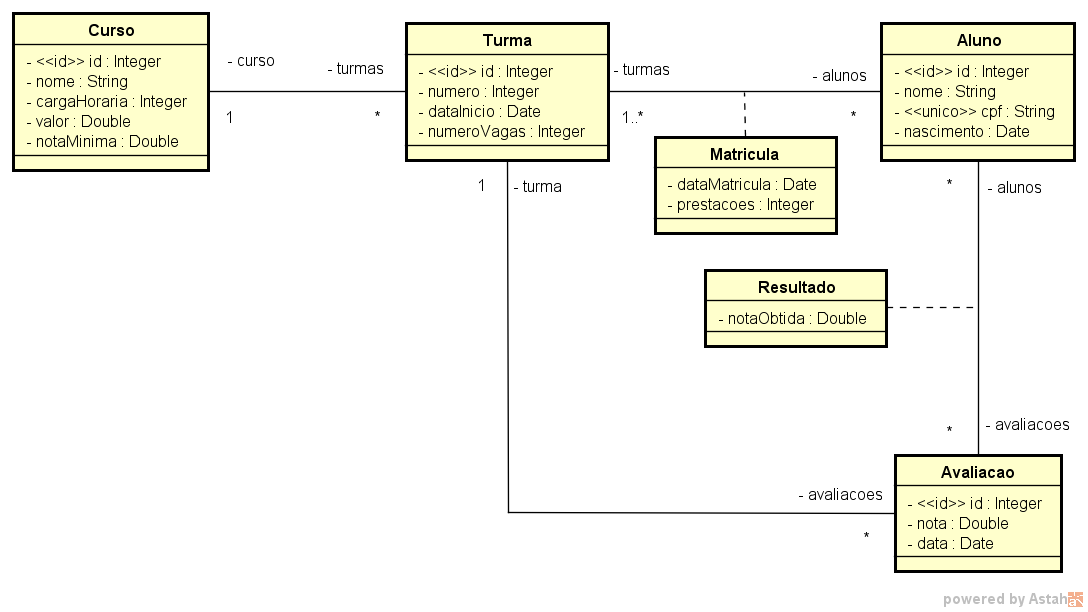 Curso
- <<id>> id : Integer
- nome : String
- cargaHoraria : Integer
- valor : Double
- notaMinima : Double
- curso
- turmas
1
*
Turma
- <<id>> id : Integer
- numero : Integer
- dataInicio : Date
- numeroVagas : Integer
- turmas
- alunos
1..*
*
Aluno
- <<id>> id : Integer
- nome : String
- <<unico>> cpf : String
- nascimento : Date
Matricula
- dataMatricula : Date
- prestacoes : Integer
1
- turma
*
- alunos
Resultado
- notaObtida : Double
*
- avaliacoes
Avaliacao
- <<id>> id : Integer
- nota : Double
- data : Date
- avaliacoes
*
powered by Astah